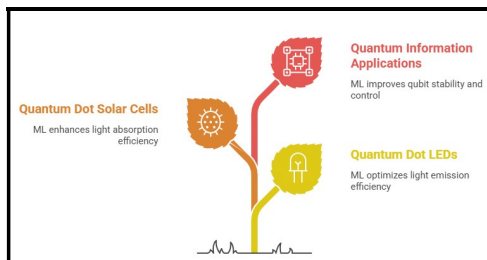 Quantum Information
Applications
ML improves qubit stability and
control
Quantum Dot Solar Cells
ML enhances light absorption
efficiency
Quantum Dot LEDs
ML optimizes light emission
efficiency